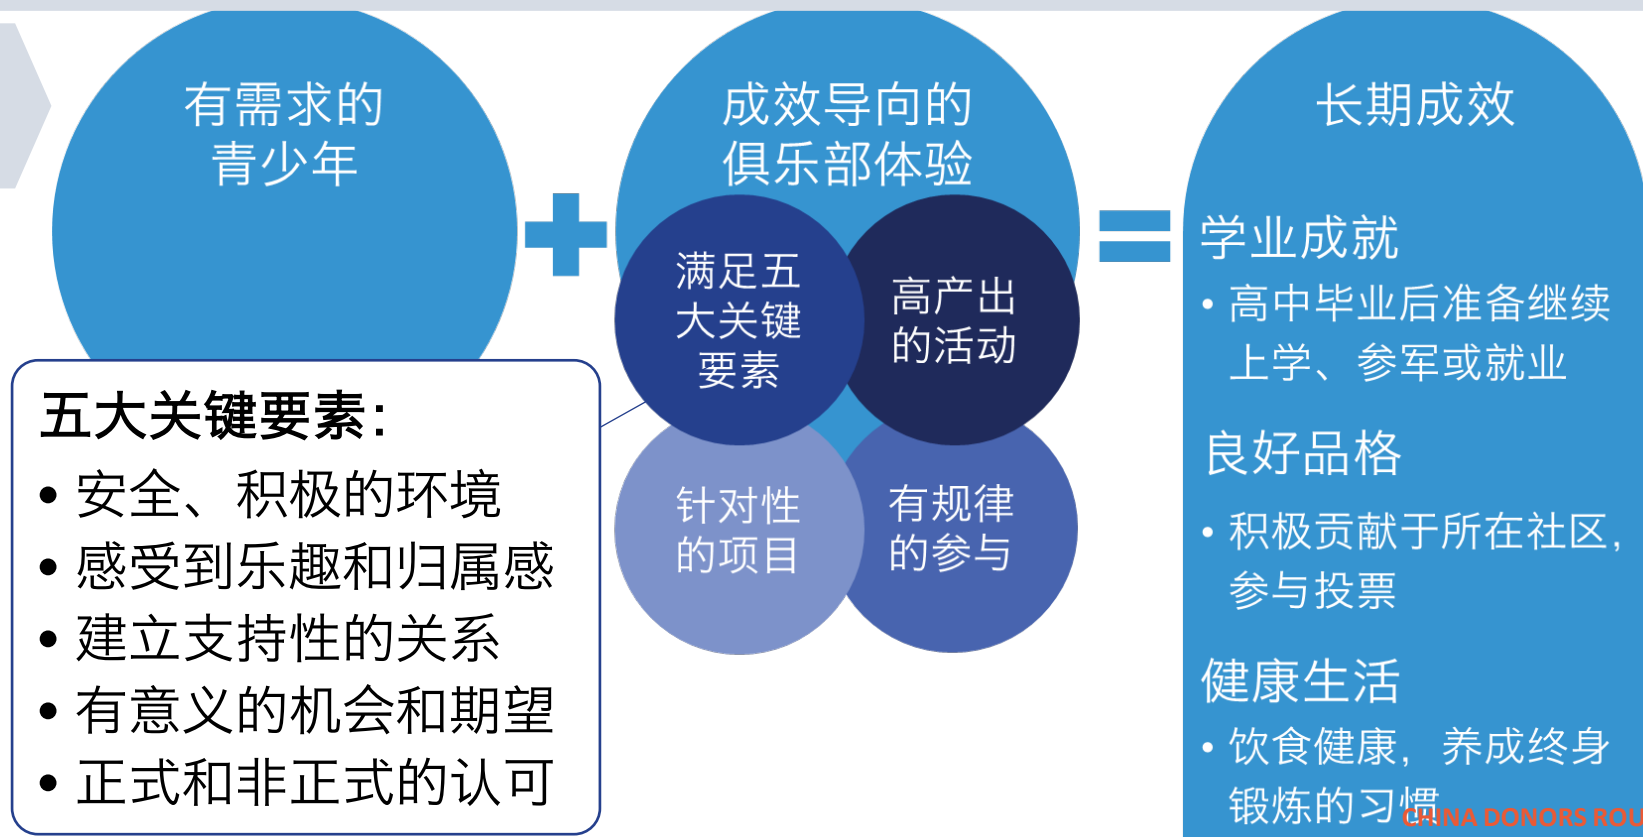 有需求的
青少年
成效导向的
俱乐部体验
满足五
大关键
要素
高产出
的活动
针对性
的项目
有规律
的参与
五大关键要素：
• 安全、积极的环境
• 感受到乐趣和归属感
• 建立支持性的关系
• 有意义的机会和期望
• 正式和非正式的认可
长期成效
学业成就
• 高中毕业后准备继续
上学、参军或就业
良好品格
• 积极贡献于所在社区，
参与投票
健康生活
• 饮食健康，养成终身
锻炼的习惯
CHINA DONORS ROU